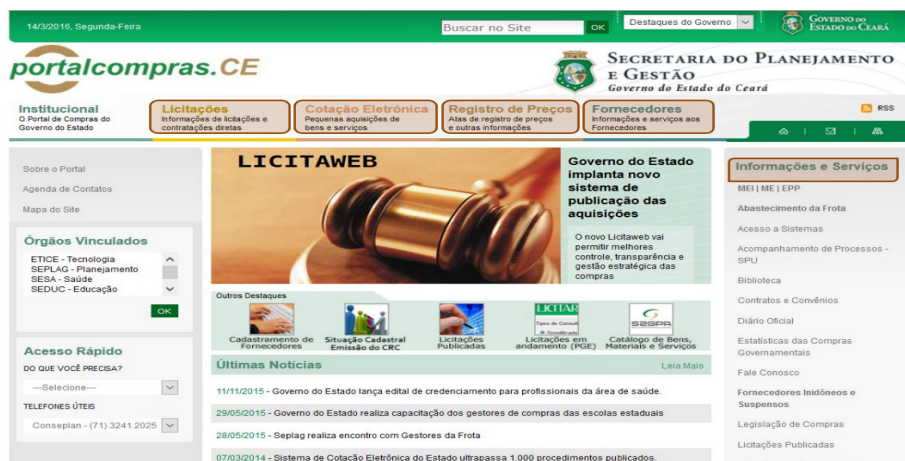 14/3/2016, Segunda-Feira
Buscar no Site
OK
Destaques do Governo
GOVERNO DO
ESTADO DO CEARÁ
portalcompras.CE
SECRETARIA DO PLANEJAMENTO
E GESTÃO
Governo do Estado do Ceará
Institucional
O Portal de Compras do
Governo do Estado
Licitações
Informações de licitações e
contratações diretas
Cotação Eletrônica
Pequenas aquisições de
bens e serviços
Registro de Preços
Atas de registro de preços
e outras informações
Fornecedores
Informações e serviços aos
Fornecedores
RSS
Sobre o Portal
Agenda de Contatos
Mapa do Site
Órgãos Vinculados
ETICE - Tecnologia
SEPLAG - Planejamento
SESA - Saúde
SEDUC - Educação
OK
Acesso Rápido
DO QUE VOCÊ PRECISA?
---Selecione---
TELEFONES ÚTEIS
Conseplan - (71) 3241.2025
LICITAWEB
Governo do Estado
implanta novo
sistema de
publicação das
aquisições
O novo Licitaweb vai
permitir melhores
controle, transparência e
gestão estratégica das
compras
Outros Destaques
Cadastramento de
Fornecedores
Situação Cadastral
Emissão do CRC
Licitações
Publicadas
LICITAR
Tipos de Consult
Licitações em
andamento (PGE)
Catálogo de Bens,
Materiais e Serviços
Últimas Notícias
Leia Mais
11/11/2015 - Governo do Estado lança edital de credenciamento para profissionais da área de saúde.
29/05/2015 - Governo do Estado realiza capacitação dos gestores de compras das escolas estaduais
28/05/2015 - Seplag realiza encontro com Gestores da Frota
07/03/2014 - Sistema de Cotação Eletrônica do Estado ultrapassa 1.000 procedimentos publicados.
Informações e Serviços
MEI | ME | EPP
Abastecimento da Frota
Acesso a Sistemas
Acompanhamento de Processos -
SPU
Biblioteca
Contratos e Convênios
Diário Oficial
Estatísticas das Compras
Governamentais
Fale Conosco
Fornecedores Inidôneos e
Suspensos
Legislação de Compras
Licitações Publicadas